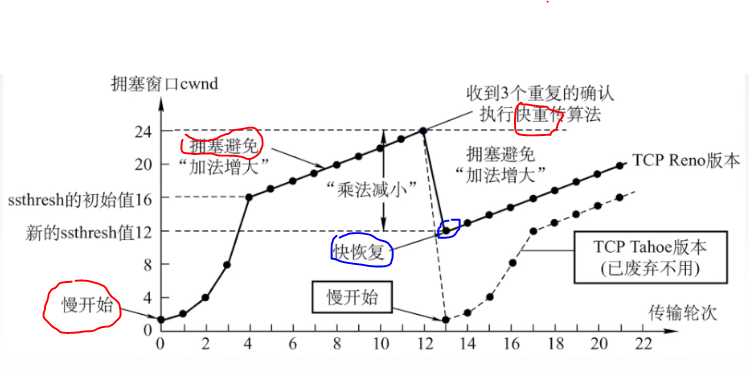 拥塞窗口cwnd
收到3个重复的确认
执行快重传算法
24
20
16
12
8
4
0
拥塞避免
“加法增大”
拥塞避免
“加法增大”
TCP Reno版本
“乘法减小”
ssthresh的初始值16
新的ssthresh值12
快恢复
TCP Tahoe版本
(已废弃不用)
慢开始
慢开始
传输轮次
0 2 4 6 8 10 12 14 16 18 20 22